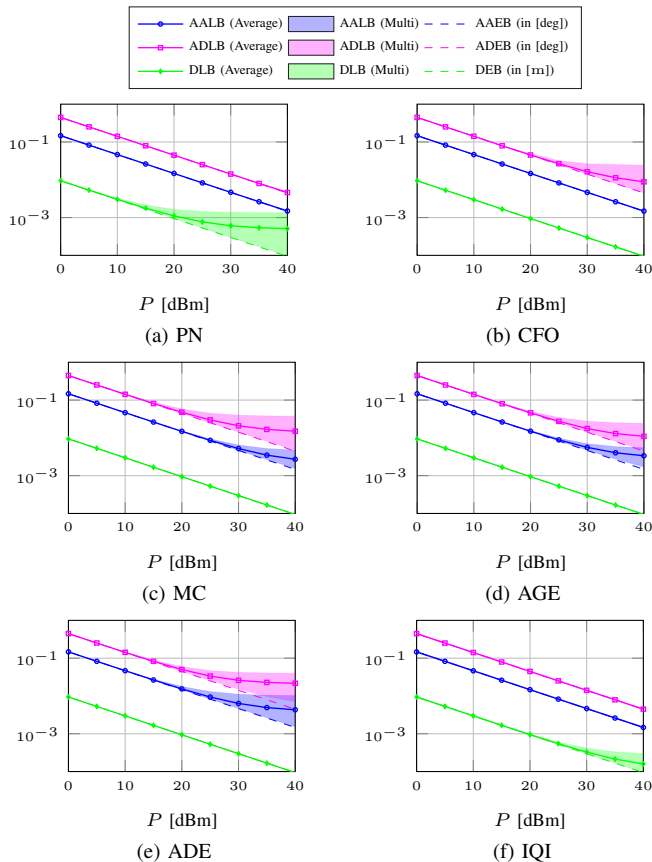 AALB (Average) AALB (Multi) AAEB (in [deg])
ADLB (Average) ADLB (Multi) ADEB (in [deg])
DLB (Average) DLB (Multi) DEB (in [m])
10⁻¹
10⁻³
0 10 20 30 40
P [dBm]
(a) PN
10⁻¹
10⁻³
0 10 20 30 40
P [dBm]
(b) CFO
10⁻¹
10⁻³
0 10 20 30 40
P [dBm]
(c) MC
10⁻¹
10⁻³
0 10 20 30 40
P [dBm]
(d) AGE
10⁻¹
10⁻³
0 10 20 30 40
P [dBm]
(e) ADE
10⁻¹
10⁻³
0 10 20 30 40
P [dBm]
(f) IQI